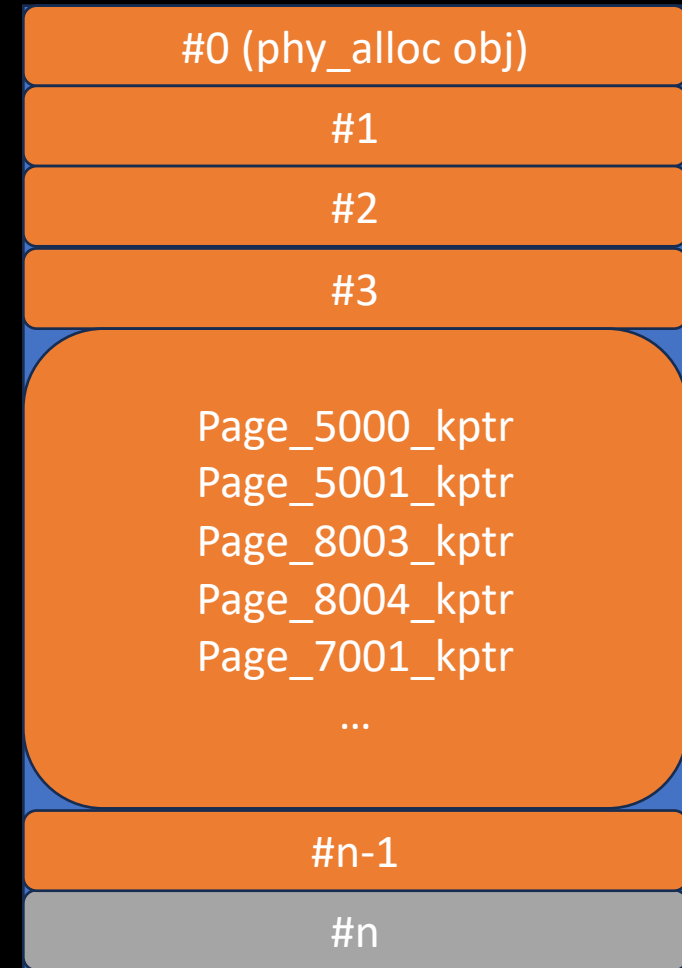 #0 (phy_alloc obj)
#1
#2
#3
Page_5000_kptr
Page_5001_kptr
Page_8003_kptr
Page_8004_kptr
Page_7001_kptr
…
#n-1
#n